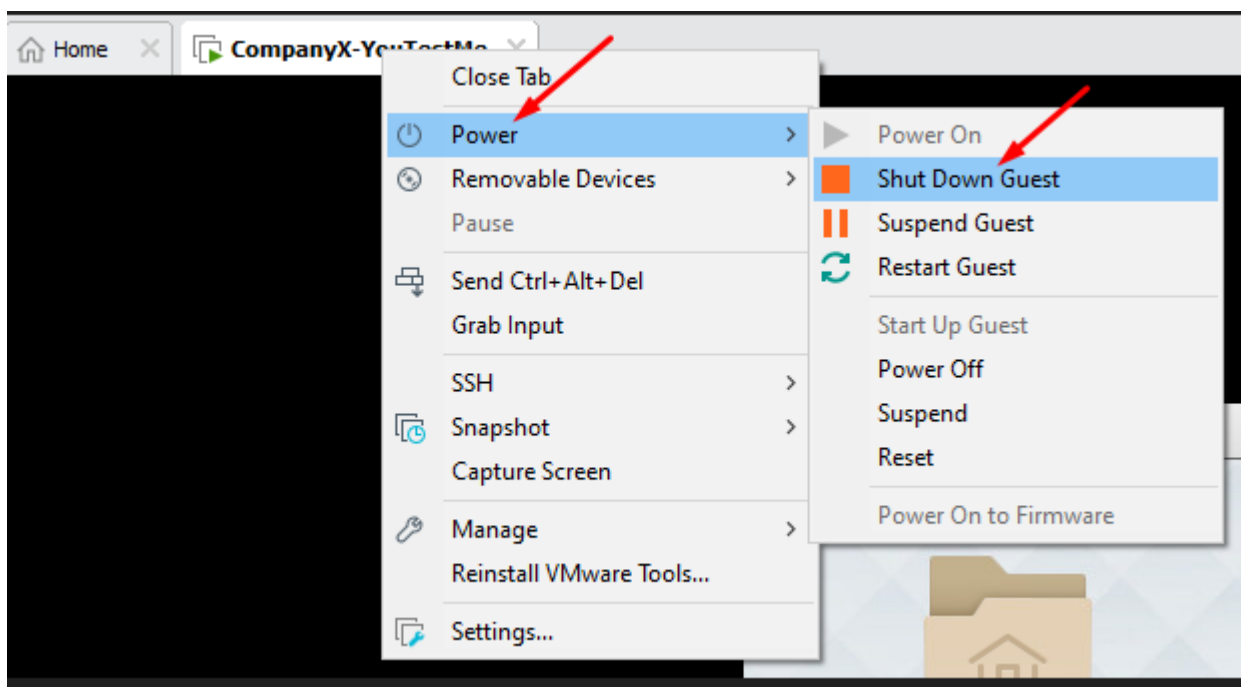 Home
CompanyX-YouTestMe
Close Tab
Power
Removable Devices
Pause
Send Ctrl+Alt+Del
Grab Input
SSH
Snapshot
Capture Screen
Manage
Reinstall VMware Tools...
Settings...
Power On
Shut Down Guest
Suspend Guest
Restart Guest
Start Up Guest
Power Off
Suspend
Reset
Power On to Firmware